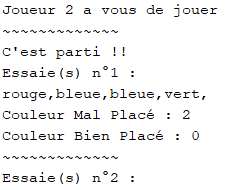 Joueur 2 a vous de jouer
~~~~~~~~~~~~~
C'est parti !!
Essaie(s) n°1 :
rouge,bleue,bleue,vert,
Couleur Mal Placé : 2
Couleur Bien Placé : 0
~~~~~~~~~~~~~
Essaie(s) n°2 :